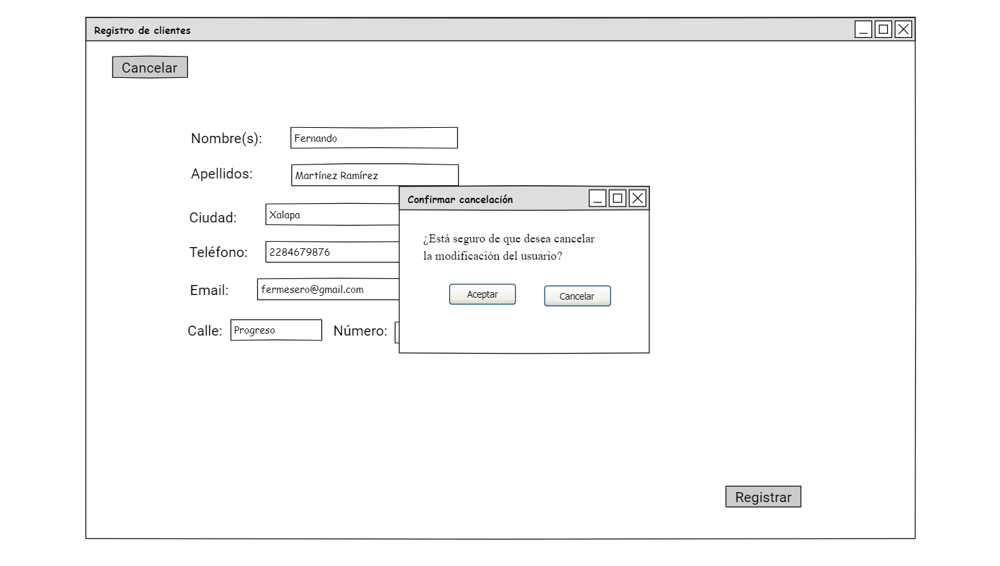 Registro de clientes
Cancelar
Nombre(s): Fernando
Apellidos: Martínez Ramírez
Ciudad: Xalapa
Teléfono: 2284679876
Email: fermesero@gmail.com
Calle: Progreso Número:
Confirmar cancelación
¿Está seguro de que desea cancelar
la modificación del usuario?
Aceptar Cancelar
Registrar